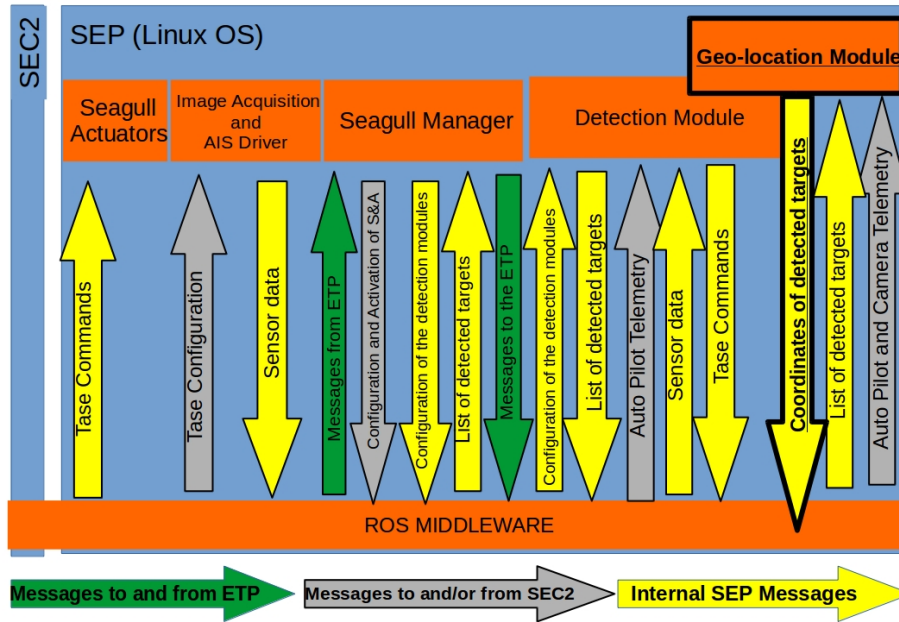 SEC2
SEP (Linux OS)
Geo-location Module
Seagull
Actuators
Image Acquisition
and
AIS Driver
Seagull Manager
Detection Module
Tase Commands
Tase Configuration
Sensor data
Messages from ETP
Configuration and Activation of S&A
Configuration of the detection modules
List of detected targets
Messages to the ETP
Configuration of the detection modules
List of detected targets
Auto Pilot Telemetry
Sensor data
Tase Commands
Coordinates of detected targets
List of detected targets
Auto Pilot and Camera Telemetry
ROS MIDDLEWARE
Messages to and from ETP
Messages to and/or from SEC2
Internal SEP Messages